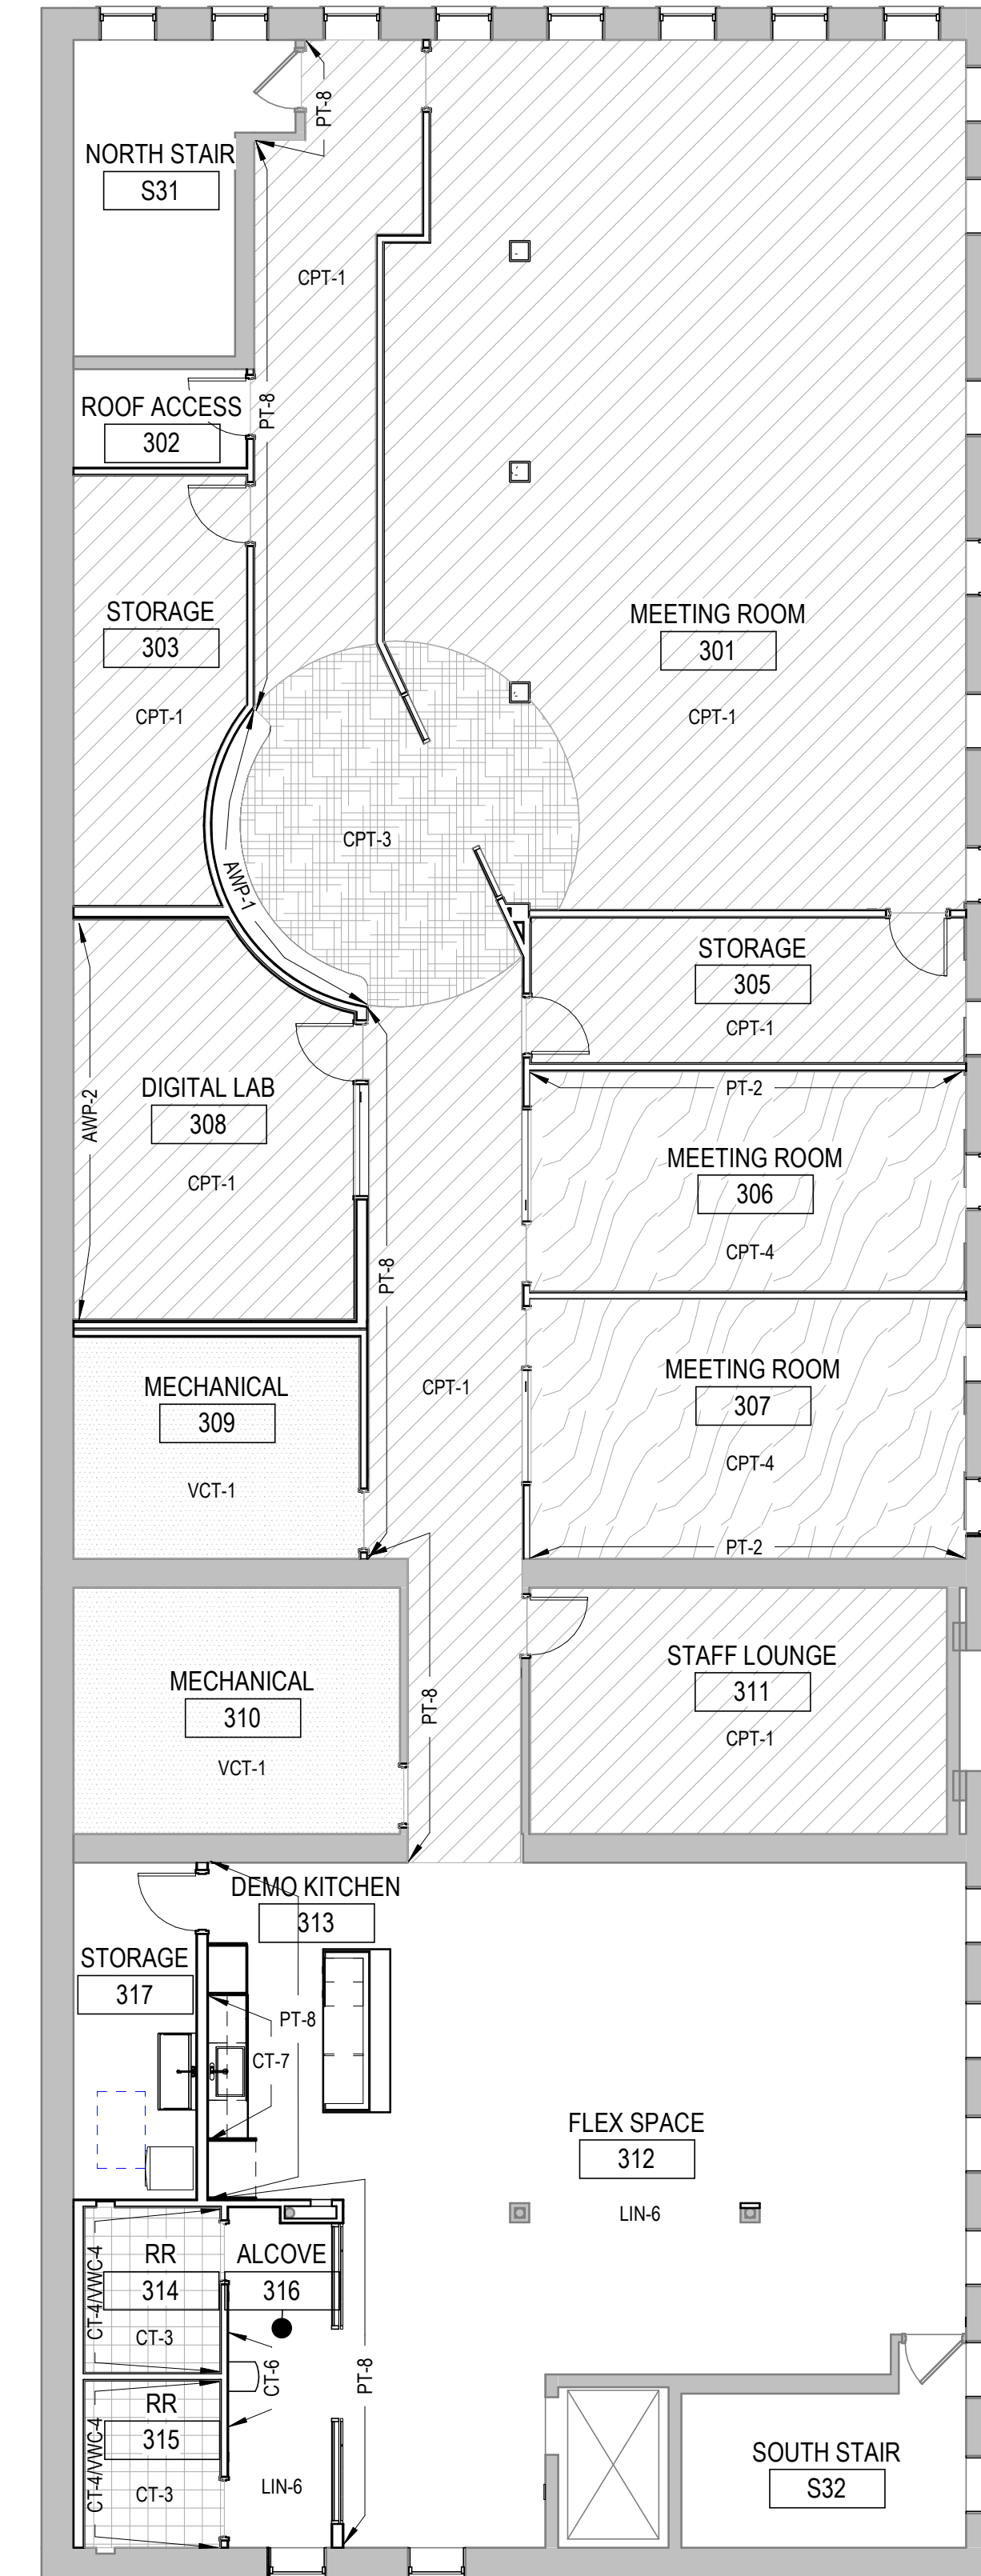 PT-8
NORTH STAIR
S31
CPT-1
ROOF ACCESS
302
PT-8
STORAGE
303
CPT-1
MEETING ROOM
301
CPT-1
CPT-3
AWP-1
STORAGE
305
CPT-1
PT-2
DIGITAL LAB
308
CPT-1
AWP-2
MEETING ROOM
306
CPT-4
PT-8
MECHANICAL
309
VCT-1
CPT-1
MEETING ROOM
307
CPT-4
PT-2
MECHANICAL
310
VCT-1
PT-8
STAFF LOUNGE
311
CPT-1
DEMO KITCHEN
313
STORAGE
317
PT-8
CT-7
FLEX SPACE
312
LIN-6
RR
314
CT-3
CT-4/VWC-4
ALCOVE
316
CT-6
PT-8
RR
315
CT-3
CT-4/VWC-4
LIN-6
SOUTH STAIR
S32